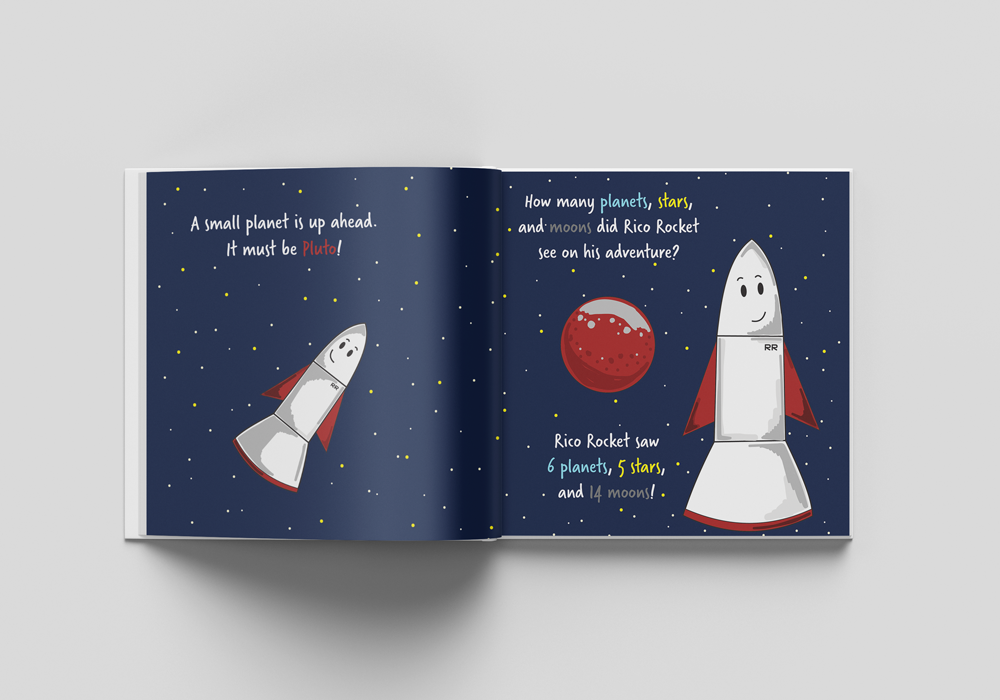 A small planet is up ahead.
It must be Pluto!
RR
How many planets, stars,
and moons did Rico Rocket
see on his adventure?
RR
Rico Rocket saw
6 planets, 5 stars,
and 14 moons!